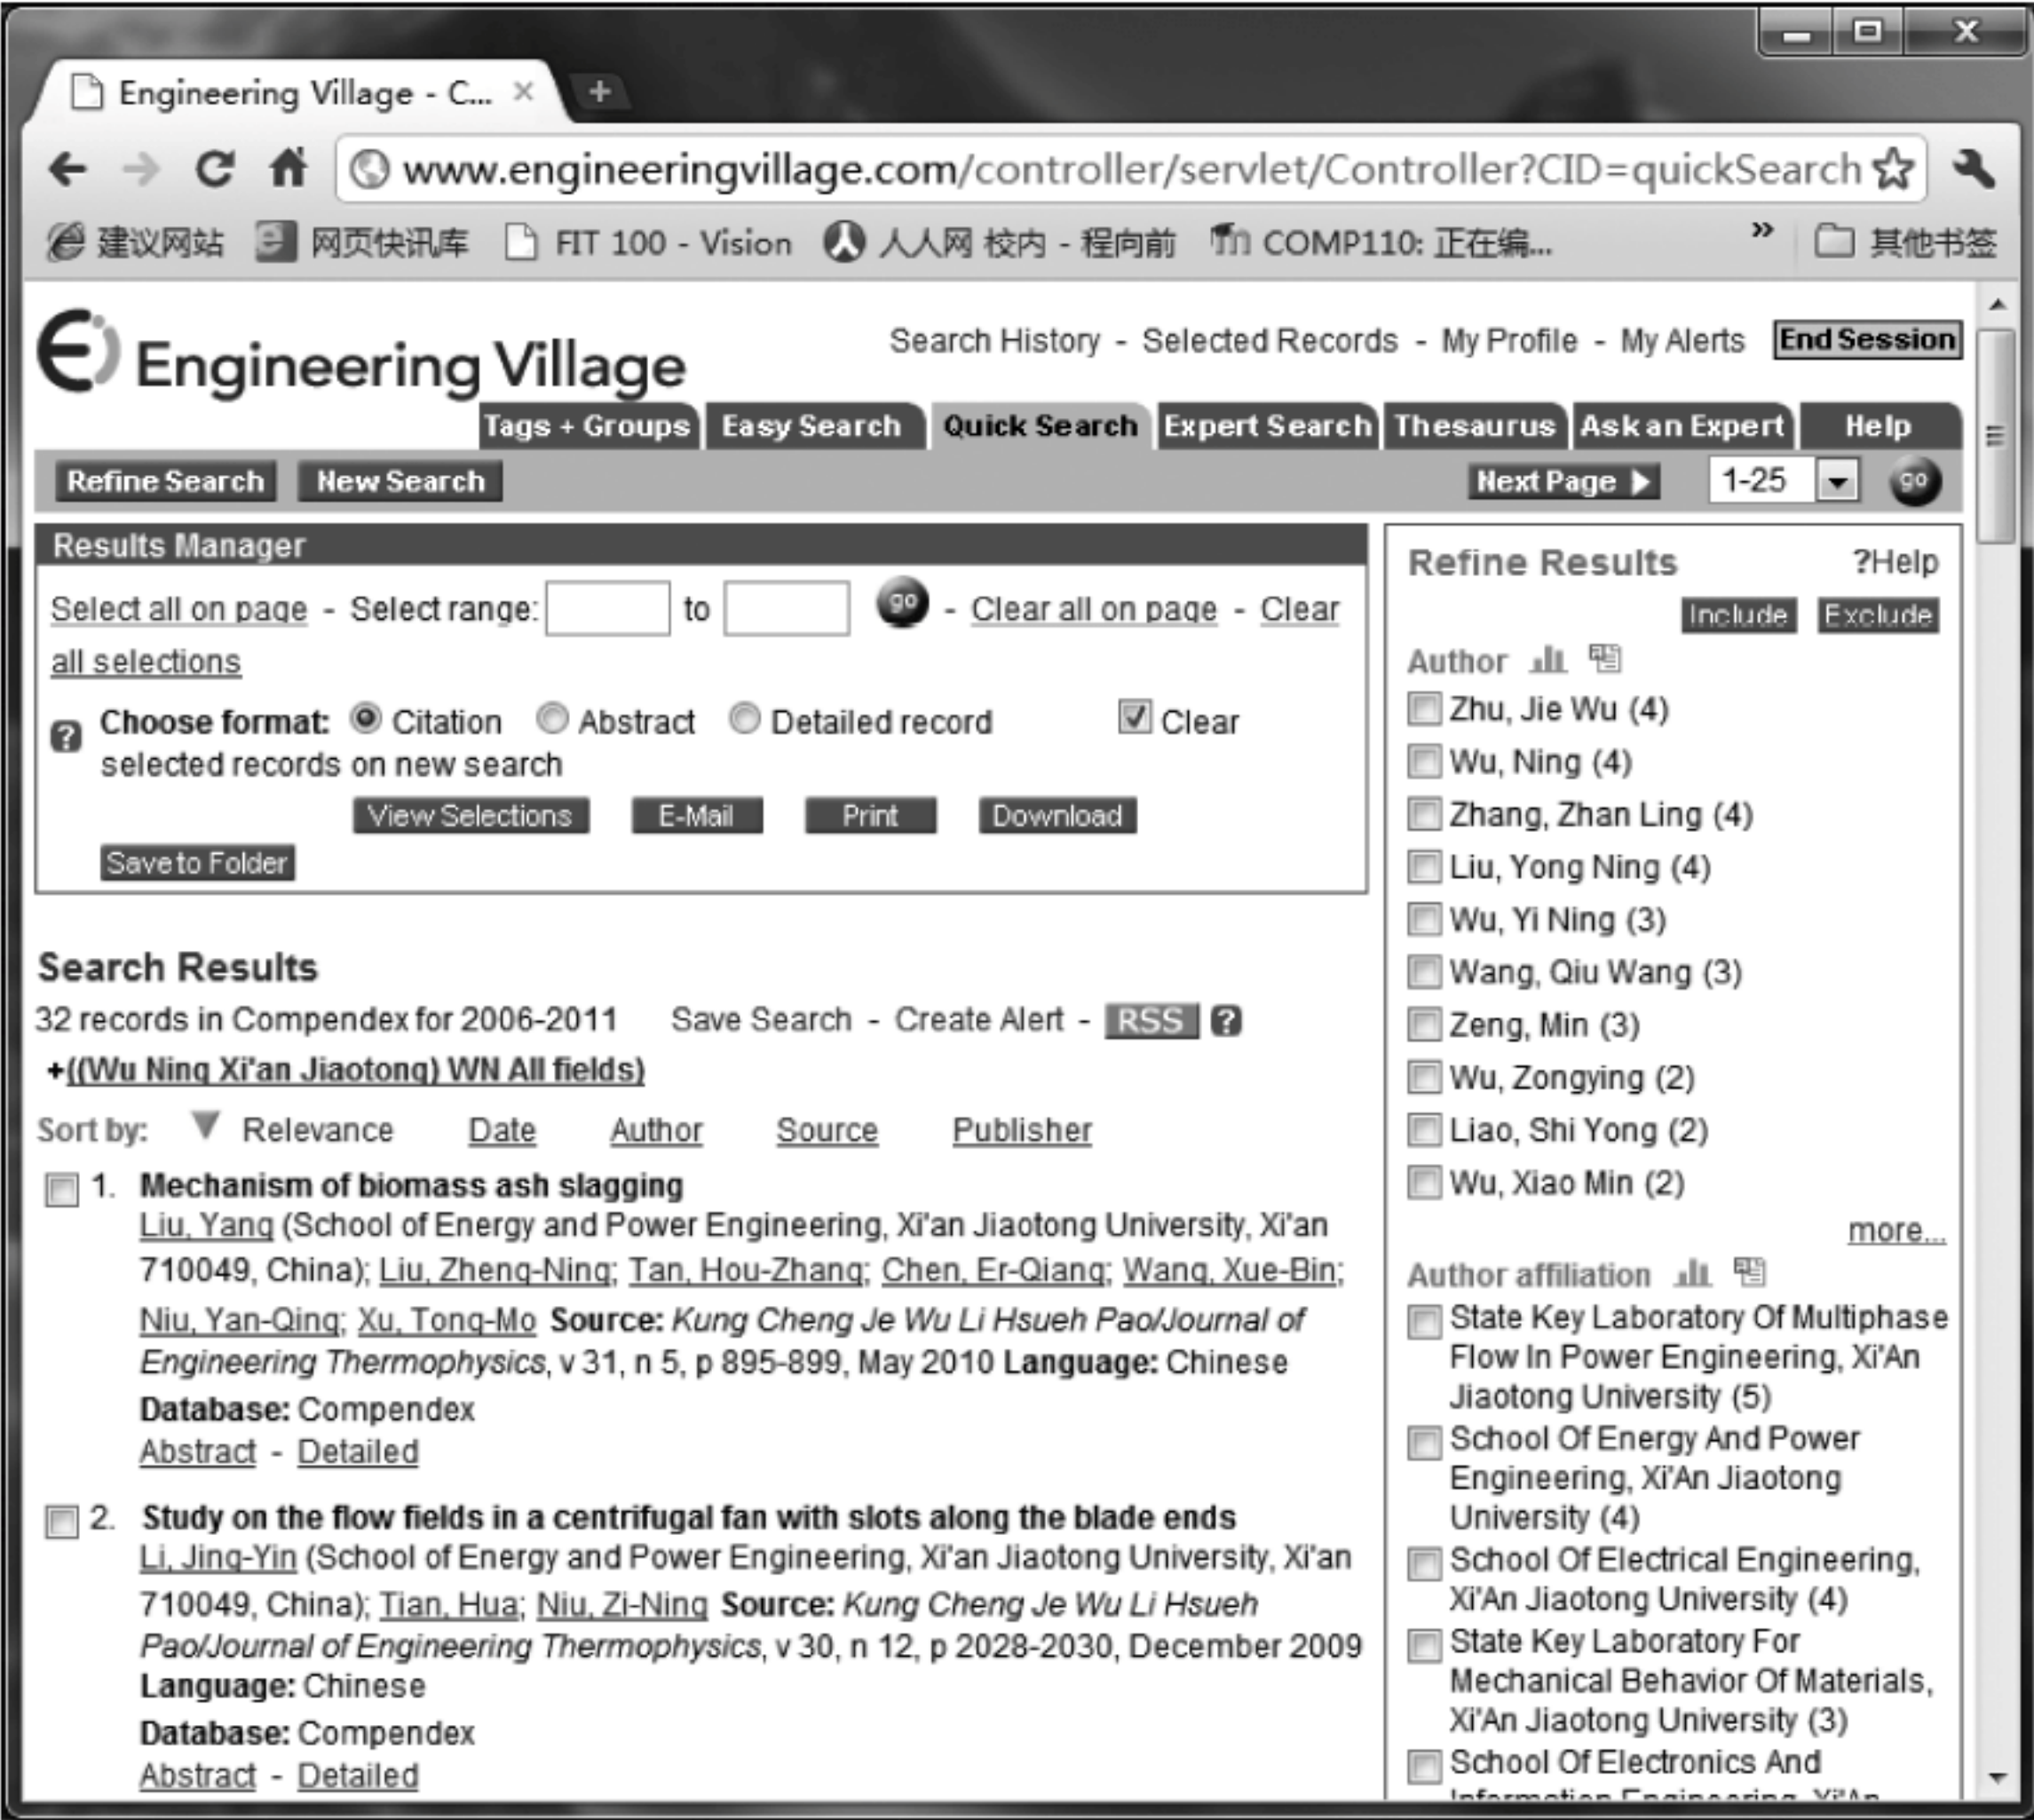 Engineering Village - C...
www.engineeringvillage.com/controller/servlet/Controller?CID=quickSearch
建议网站 网页快讯库 FIT 100 - Vision 人人网 校内 - 程向前 COMP110: 正在编... » 其他书签
Engineering Village
Search History - Selected Records - My Profile - My Alerts End Session
Tags + Groups Easy Search Quick Search Expert Search Thesaurus Ask an Expert Help
Refine Search New Search Next Page 1-25 go
Results Manager
Select all on page - Select range: to go - Clear all on page - Clear
all selections
? Choose format: Citation Abstract Detailed record Clear
selected records on new search
View Selections E-Mail Print Download
Save to Folder
Search Results
32 records in Compendex for 2006-2011 Save Search - Create Alert - RSS ?
+((Wu Ning Xi'an Jiaotong) WN All fields)
Sort by: Relevance Date Author Source Publisher
1. Mechanism of biomass ash slagging
Liu, Yang (School of Energy and Power Engineering, Xi'an Jiaotong University, Xi'an
710049, China); Liu, Zheng-Ning; Tan, Hou-Zhang; Chen, Er-Qiang; Wang, Xue-Bin;
Niu, Yan-Qing; Xu, Tong-Mo Source: Kung Cheng Je Wu Li Hsueh Pao/Journal of
Engineering Thermophysics, v 31, n 5, p 895-899, May 2010 Language: Chinese
Database: Compendex
Abstract - Detailed
2. Study on the flow fields in a centrifugal fan with slots along the blade ends
Li, Jing-Yin (School of Energy and Power Engineering, Xi'an Jiaotong University, Xi'an
710049, China); Tian, Hua; Niu, Zi-Ning Source: Kung Cheng Je Wu Li Hsueh
Pao/Journal of Engineering Thermophysics, v 30, n 12, p 2028-2030, December 2009
Language: Chinese
Database: Compendex
Abstract - Detailed
Refine Results ?Help
Include Exclude
Author
Zhu, Jie Wu (4)
Wu, Ning (4)
Zhang, Zhan Ling (4)
Liu, Yong Ning (4)
Wu, Yi Ning (3)
Wang, Qiu Wang (3)
Zeng, Min (3)
Wu, Zongying (2)
Liao, Shi Yong (2)
Wu, Xiao Min (2)
more...
Author affiliation
State Key Laboratory Of Multiphase
Flow In Power Engineering, Xi'An
Jiaotong University (5)
School Of Energy And Power
Engineering, Xi'An Jiaotong
University (4)
School Of Electrical Engineering,
Xi'An Jiaotong University (4)
State Key Laboratory For
Mechanical Behavior Of Materials,
Xi'An Jiaotong University (3)
School Of Electronics And
Information Engineering, Xi'An